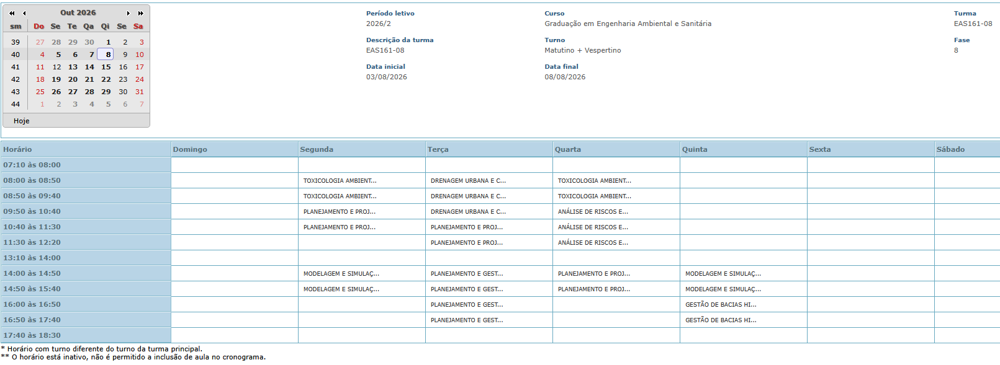 Out 2026
sm Do Se Te Qa Qi Se Sa
39 27 28 29 30 1 2 3
40 4 5 6 7 8 9 10
41 11 12 13 14 15 16 17
42 18 19 20 21 22 23 24
43 25 26 27 28 29 30 31
44 1 2 3 4 5 6 7
Hoje
Período letivo Curso Turma
2026/2 Graduação em Engenharia Ambiental e Sanitária EAS161-08
Descrição da turma Turno Fase
EAS161-08 Matutino + Vespertino 8
Data inicial Data final
03/08/2026 08/08/2026
Horário Domingo Segunda Terça Quarta Quinta Sexta Sábado
07:10 às 08:00
08:00 às 08:50 TOXICOLOGIA AMBIENT... DRENAGEM URBANA E C... TOXICOLOGIA AMBIENT...
08:50 às 09:40 TOXICOLOGIA AMBIENT... DRENAGEM URBANA E C... TOXICOLOGIA AMBIENT...
09:50 às 10:40 PLANEJAMENTO E PROJ... DRENAGEM URBANA E C... ANÁLISE DE RISCOS E...
10:40 às 11:30 PLANEJAMENTO E PROJ... PLANEJAMENTO E PROJ... ANÁLISE DE RISCOS E...
11:30 às 12:20 PLANEJAMENTO E PROJ... ANÁLISE DE RISCOS E...
13:10 às 14:00
14:00 às 14:50 MODELAGEM E SIMULAÇ... PLANEJAMENTO E GEST... PLANEJAMENTO E PROJ... MODELAGEM E SIMULAÇ...
14:50 às 15:40 MODELAGEM E SIMULAÇ... PLANEJAMENTO E GEST... PLANEJAMENTO E PROJ... MODELAGEM E SIMULAÇ...
16:00 às 16:50 PLANEJAMENTO E GEST... GESTÃO DE BACIAS HI...
16:50 às 17:40 PLANEJAMENTO E GEST... GESTÃO DE BACIAS HI...
17:40 às 18:30
* Horário com turno diferente do turno da turma principal.
** O horário está inativo, não é permitido a inclusão de aula no cronograma.